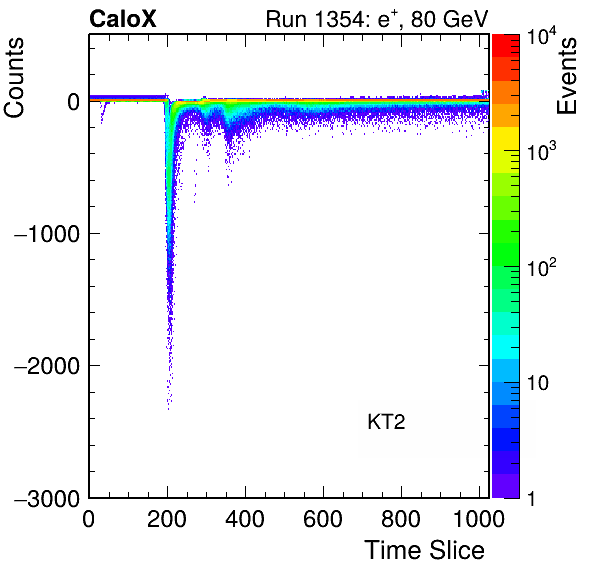 CaloX Run 1354: e⁺, 80 GeV
Counts
Events
0
−1000
−2000
−3000
0 200 400 600 800 1000
Time Slice
KT2
10⁴
10³
10²
10
1